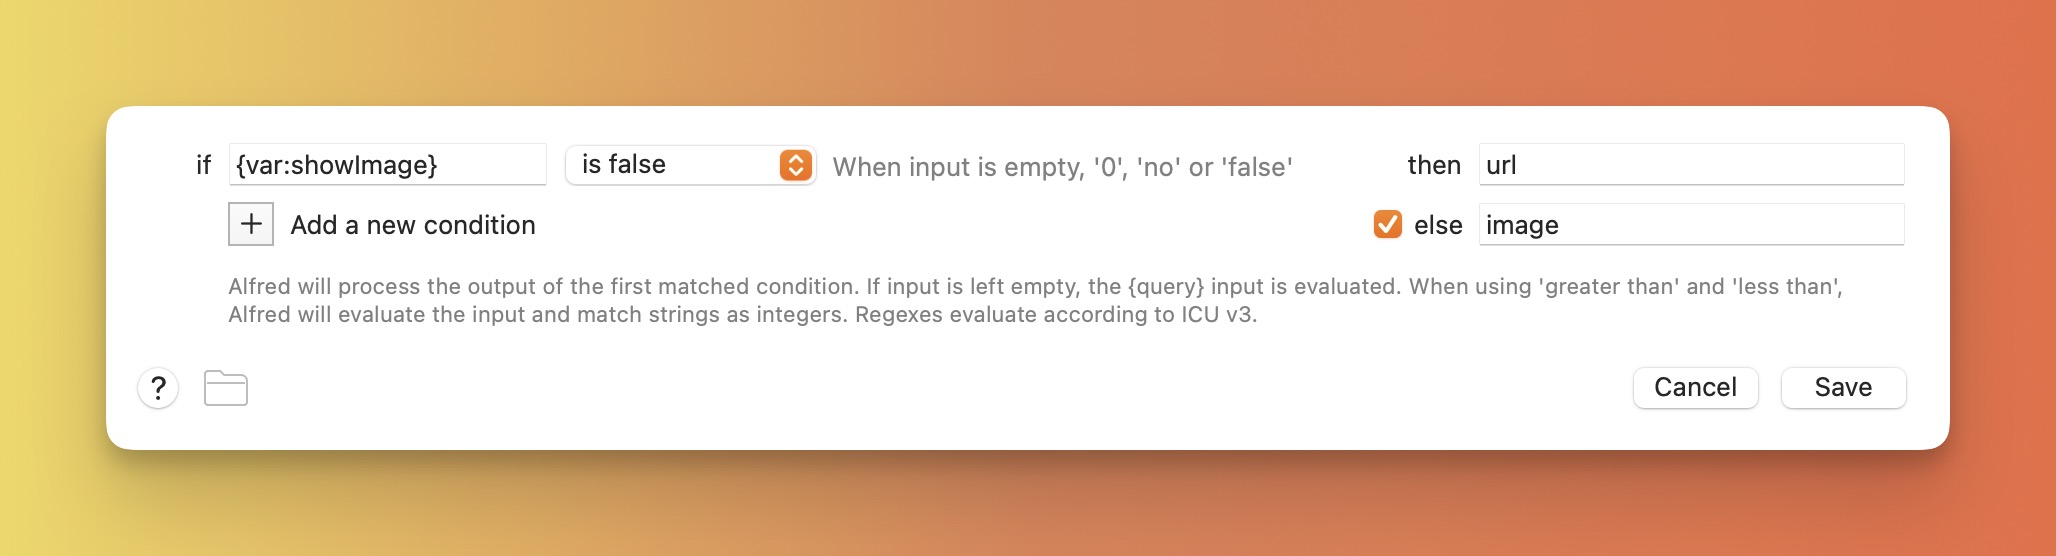 if {var:showImage} is false When input is empty, '0', 'no' or 'false' then url
+ Add a new condition else image
Alfred will process the output of the first matched condition. If input is left empty, the {query} input is evaluated. When using 'greater than' and 'less than',
Alfred will evaluate the input and match strings as integers. Regexes evaluate according to ICU v3.
? Cancel Save